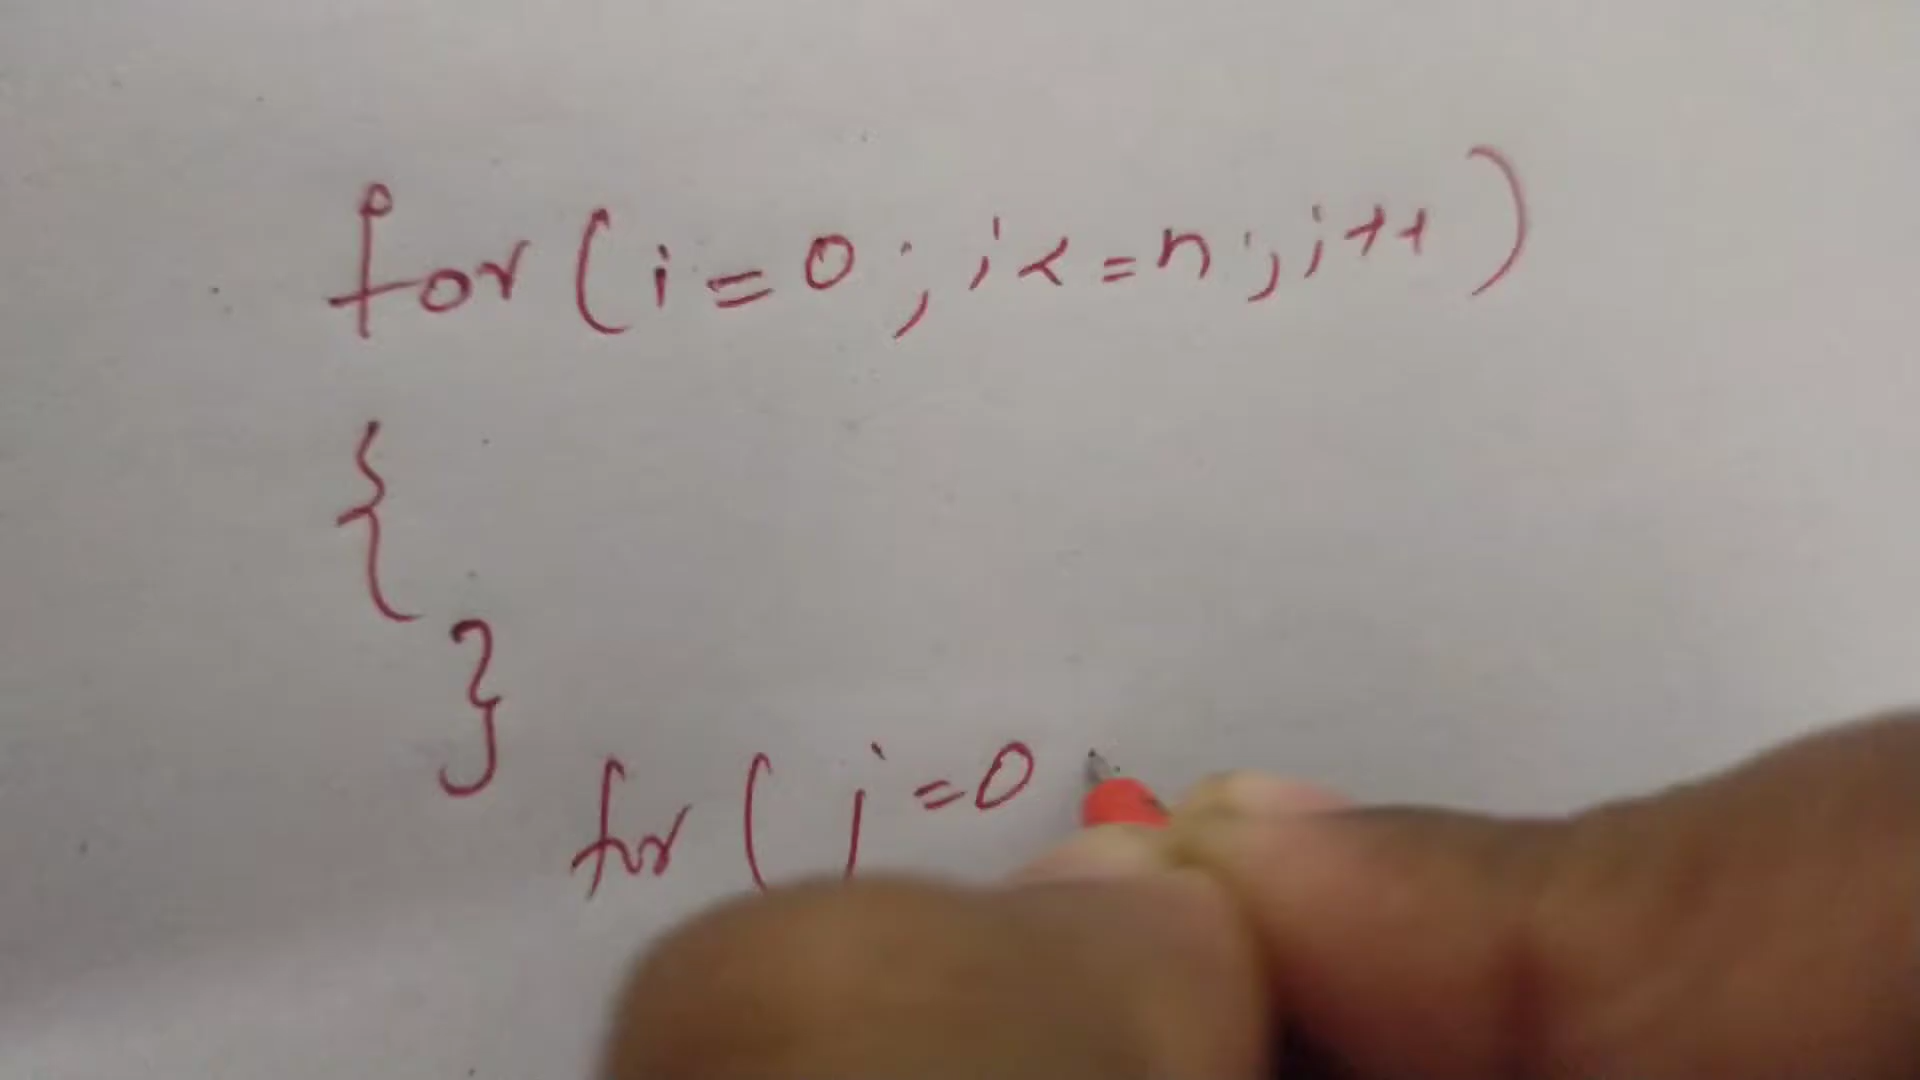 for ( i = 0 ; i < = n ; i++ )
{
}
for ( j = 0